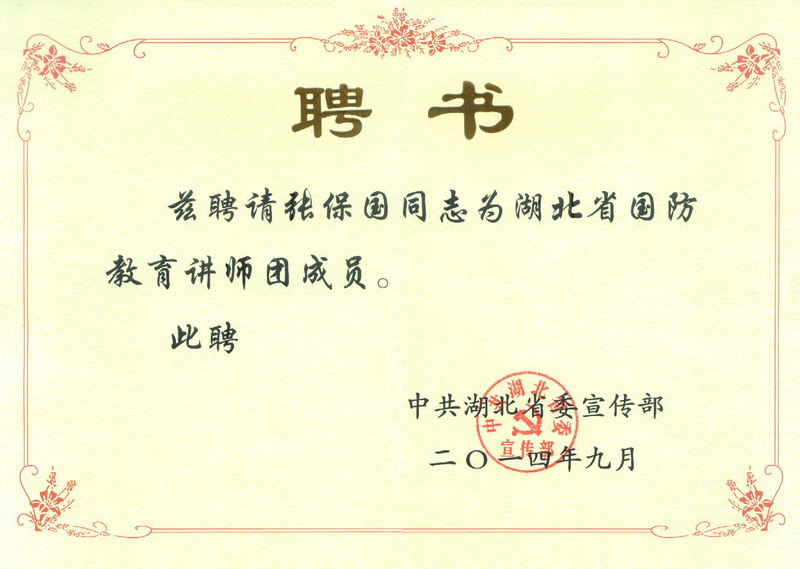 聘 书
兹聘请张保国同志为湖北省国防
教育讲师团成员。
此聘
中共湖北省委宣传部
二〇一四年九月
中共湖北省委
宣传部